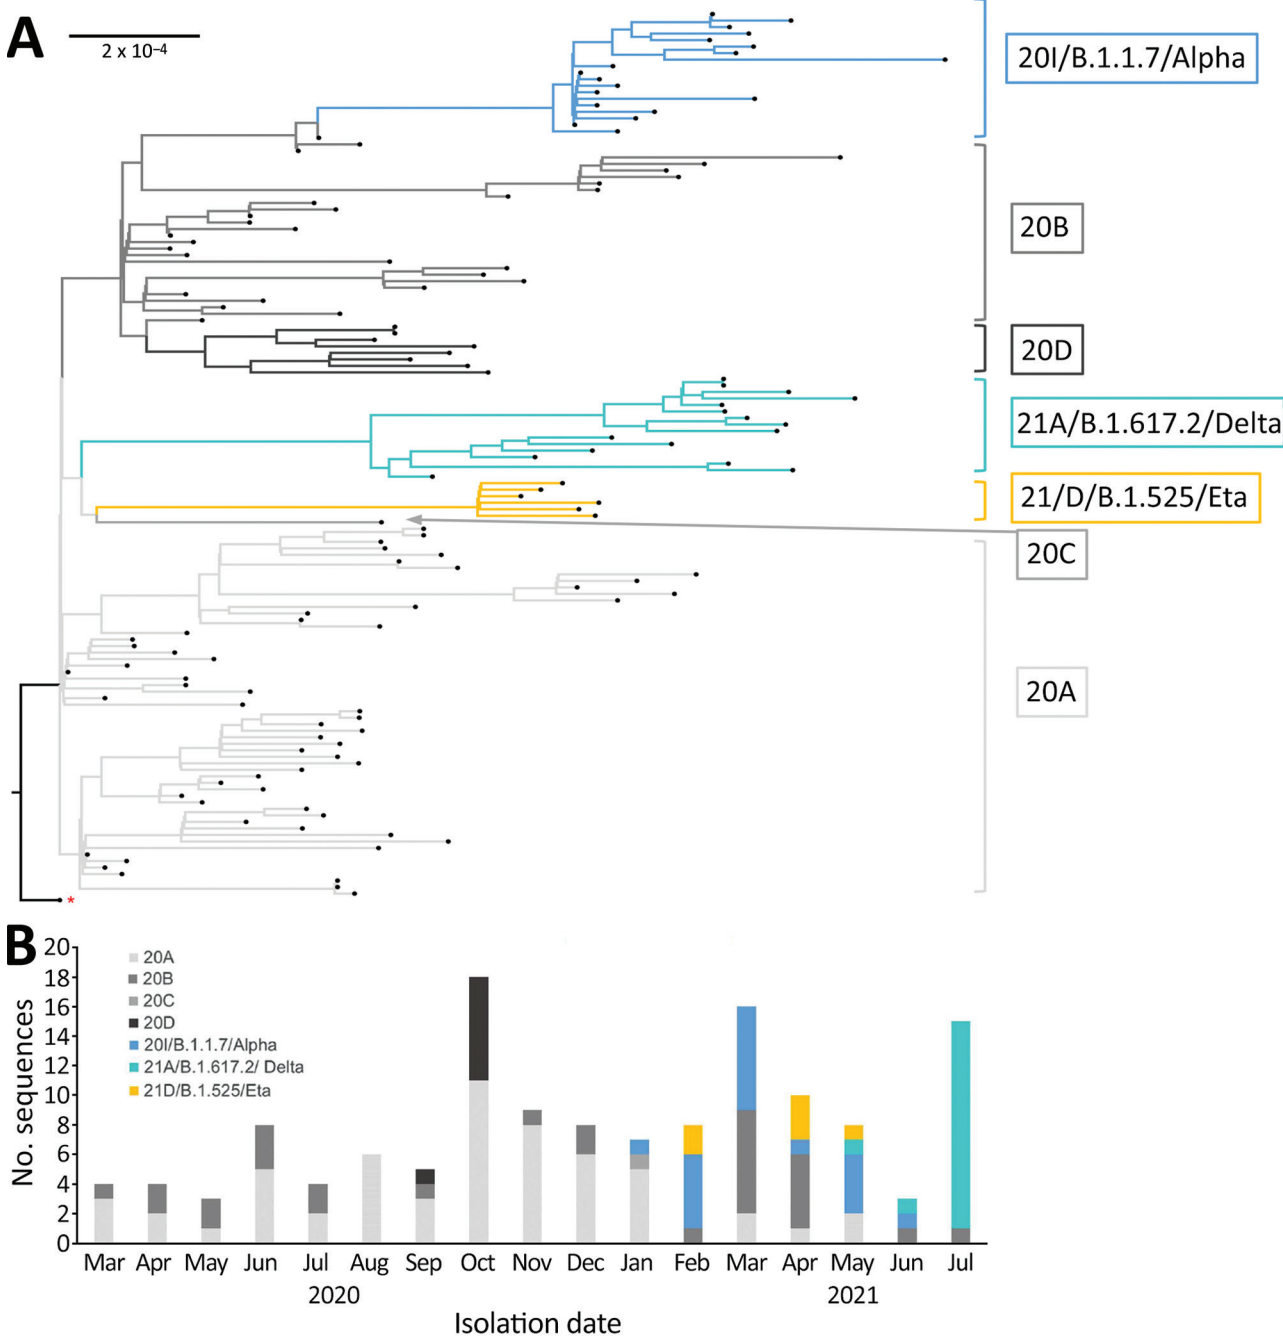 A
2 x 10⁻⁴
20I/B.1.1.7/Alpha
20B
20D
21A/B.1.617.2/Delta
21/D/B.1.525/Eta
20C
20A
*
B
No. sequences
20
18
16
14
12
10
8
6
4
2
0
20A
20B
20C
20D
20I/B.1.1.7/Alpha
21A/B.1.617.2/ Delta
21D/B.1.525/Eta
Mar Apr May Jun Jul Aug Sep Oct Nov Dec Jan Feb Mar Apr May Jun Jul
2020 2021
Isolation date